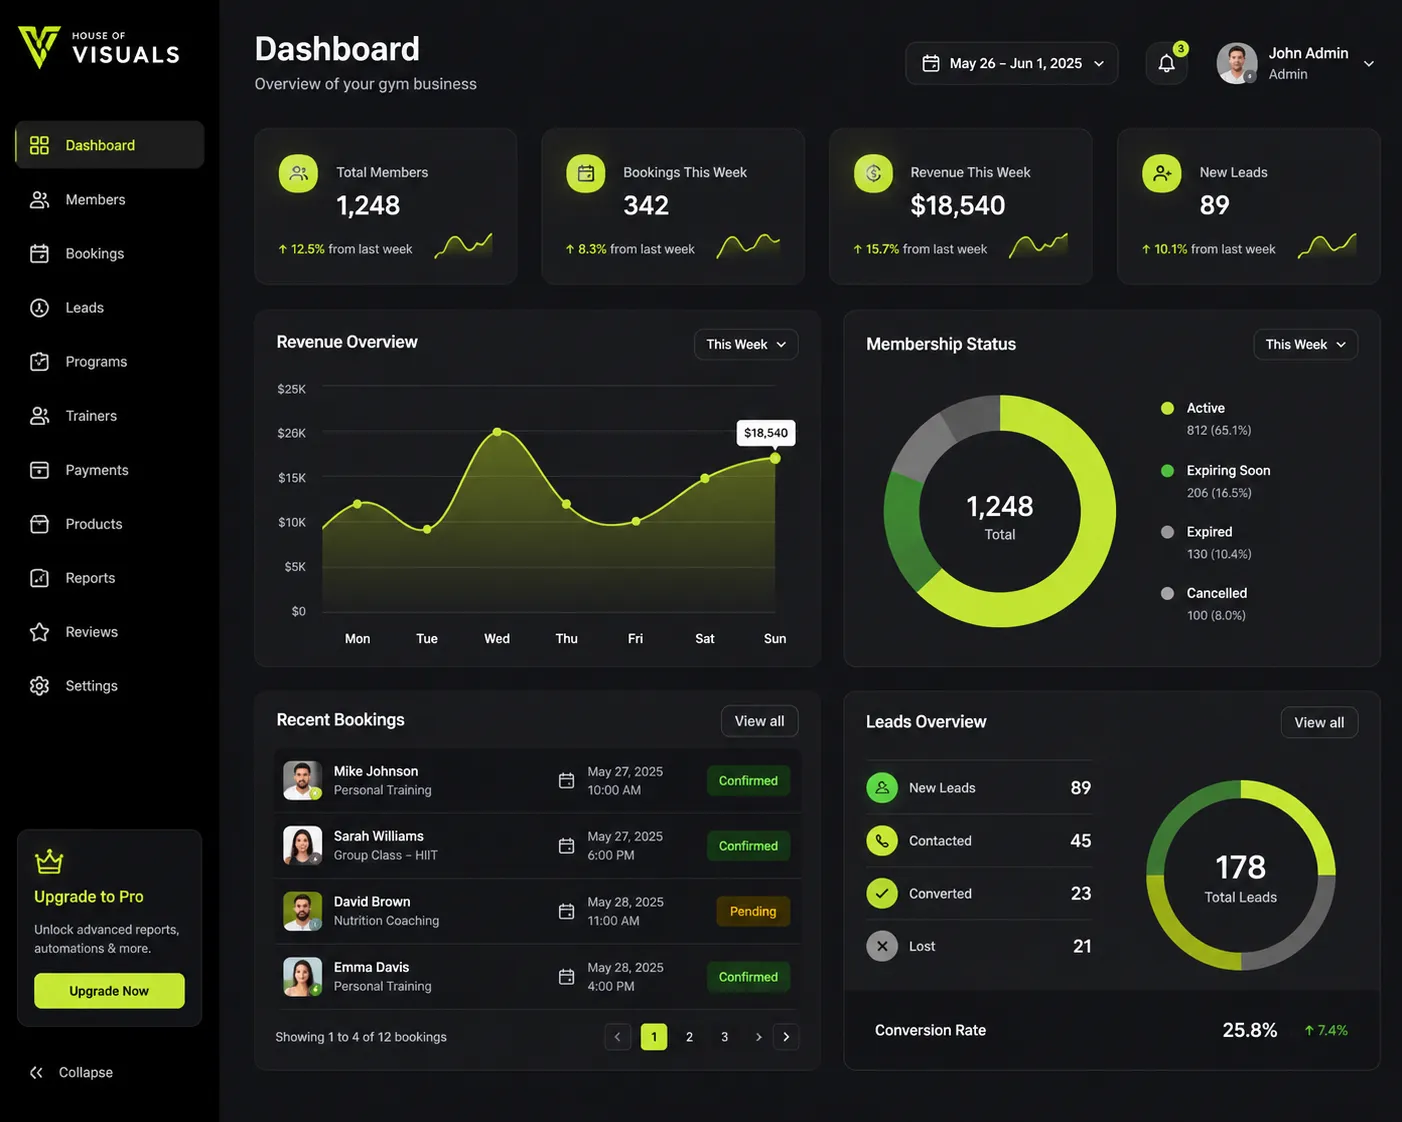 HOUSE OF
VISUALS
Dashboard
Members
Bookings
Leads
Programs
Trainers
Payments
Products
Reports
Reviews
Settings
Upgrade to Pro
Unlock advanced reports,
automations & more.
Upgrade Now
Collapse
Dashboard
Overview of your gym business
May 26 – Jun 1, 2025
3
John Admin
Admin
Total Members
1,248
↑ 12.5% from last week
Bookings This Week
342
↑ 8.3% from last week
Revenue This Week
$18,540
↑ 15.7% from last week
New Leads
89
↑ 10.1% from last week
Revenue Overview
This Week
$25K
$26K
$15K
$10K
$5K
$0
$18,540
Mon Tue Wed Thu Fri Sat Sun
Membership Status
This Week
1,248
Total
Active
812 (65.1%)
Expiring Soon
206 (16.5%)
Expired
130 (10.4%)
Cancelled
100 (8.0%)
Recent Bookings
View all
Mike Johnson
Personal Training
May 27, 2025
10:00 AM
Confirmed
Sarah Williams
Group Class – HIIT
May 27, 2025
6:00 PM
Confirmed
David Brown
Nutrition Coaching
May 28, 2025
11:00 AM
Pending
Emma Davis
Personal Training
May 28, 2025
4:00 PM
Confirmed
Showing 1 to 4 of 12 bookings
1 2 3
Leads Overview
View all
New Leads 89
Contacted 45
Converted 23
Lost 21
178
Total Leads
Conversion Rate 25.8% ↑ 7.4%